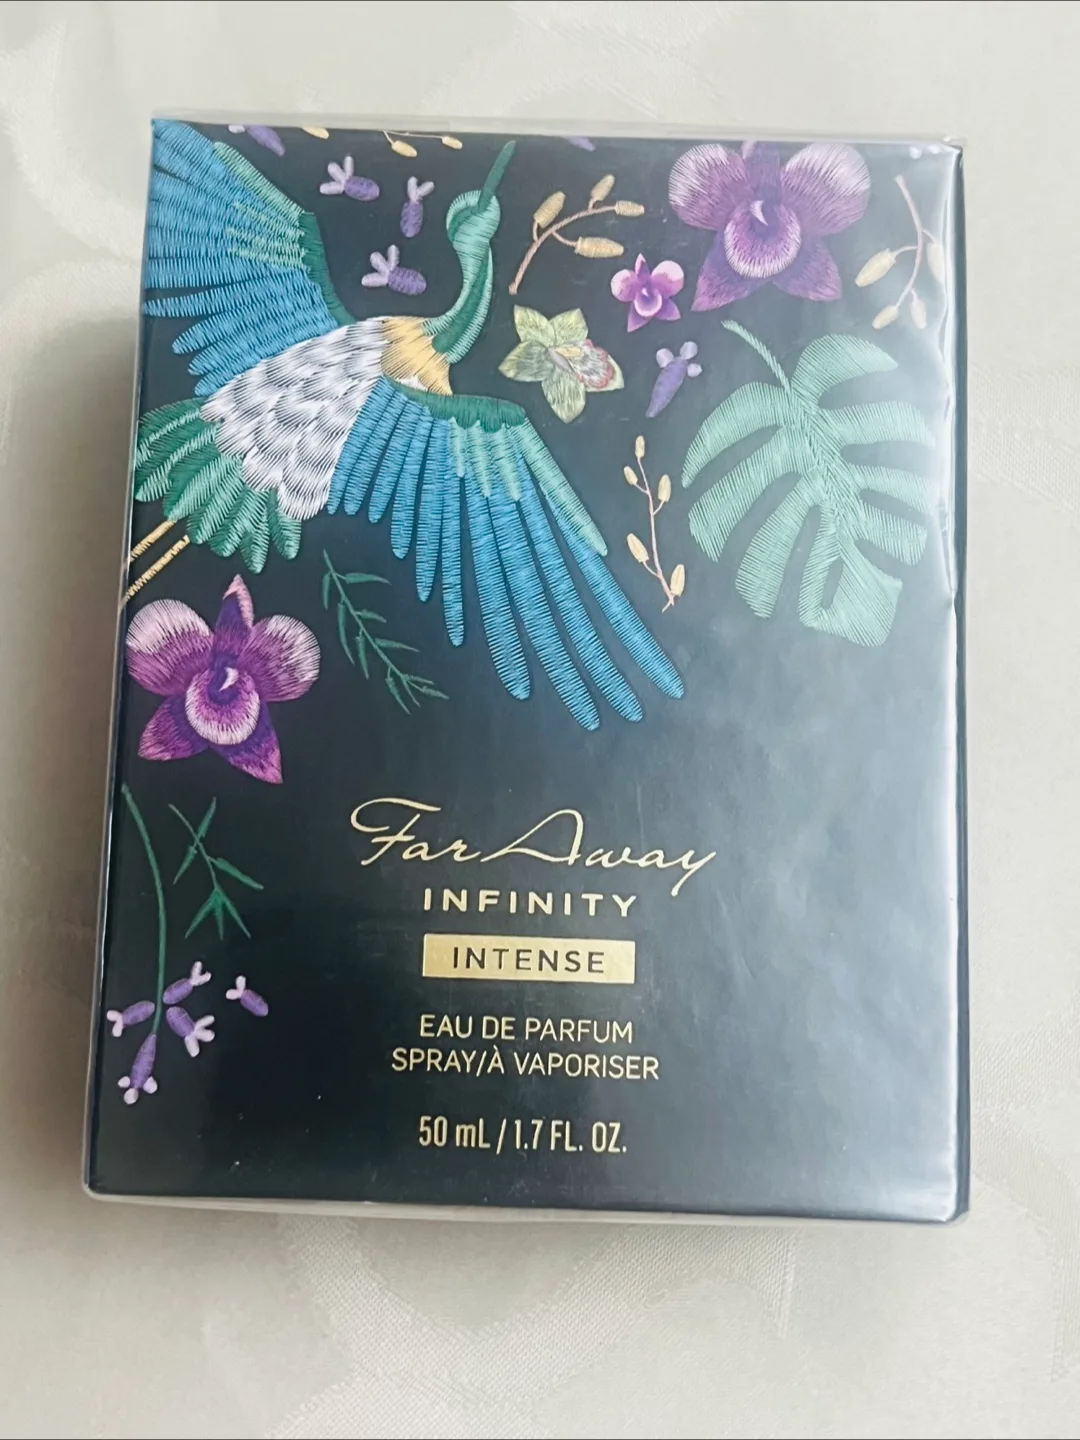 Far Away
INFINITY
INTENSE
EAU DE PARFUM
SPRAY/À VAPORISER
50 mL / 1.7 FL. OZ.